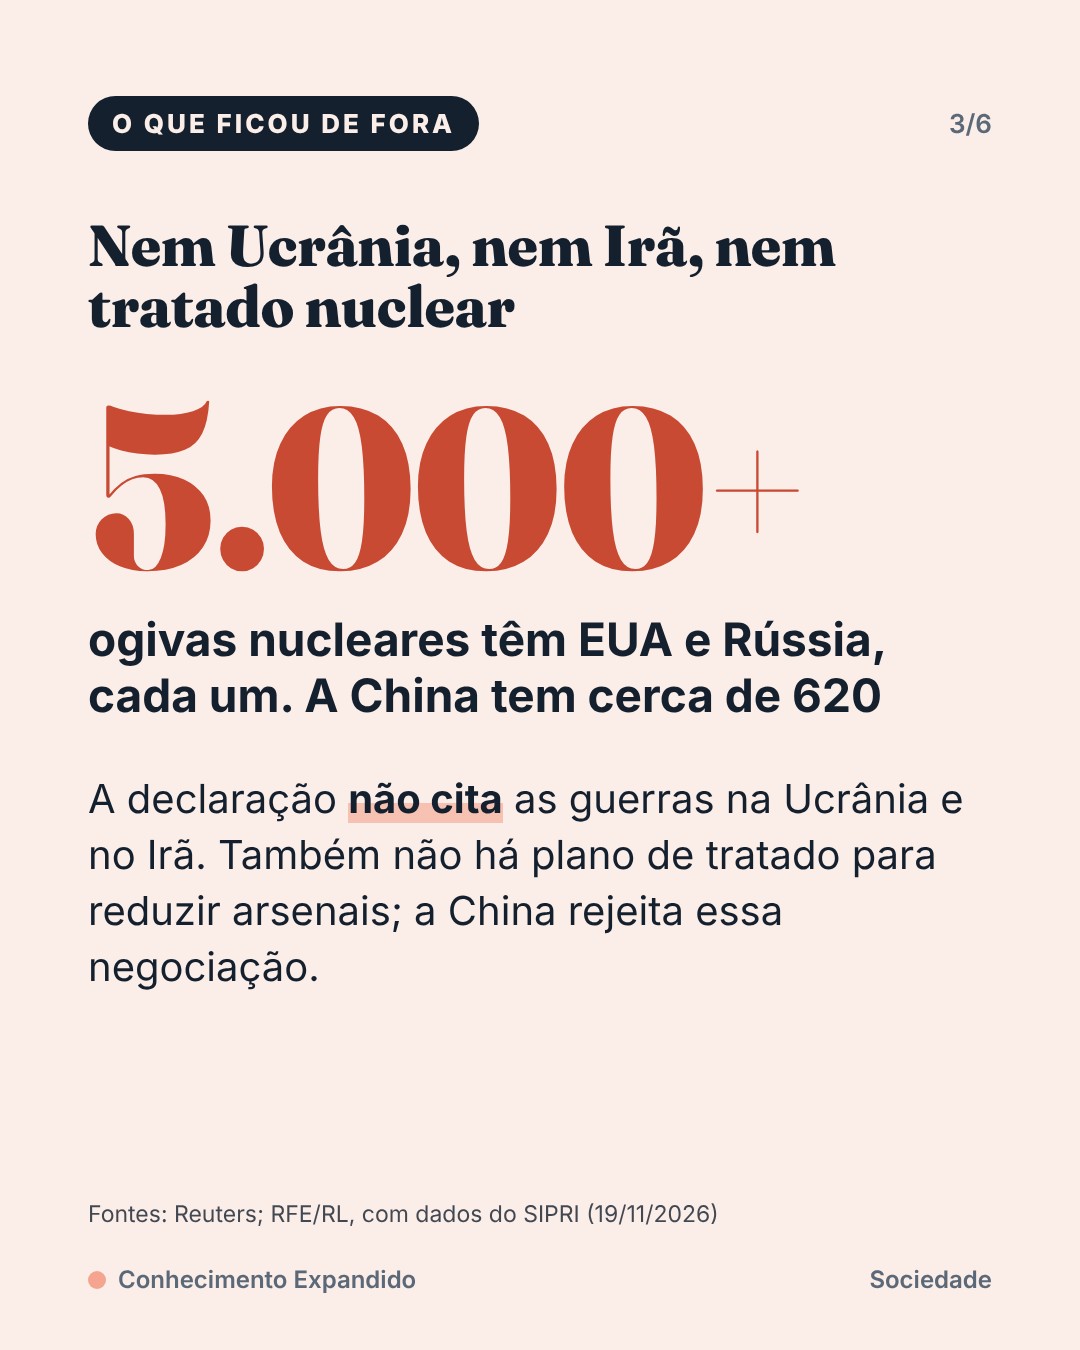 O QUE FICOU DE FORA
3/6
Nem Ucrânia, nem Irã, nem
tratado nuclear
5.000+
ogivas nucleares têm EUA e Rússia,
cada um. A China tem cerca de 620
A declaração não cita as guerras na Ucrânia e
no Irã. Também não há plano de tratado para
reduzir arsenais; a China rejeita essa
negociação.
Fontes: Reuters; RFE/RL, com dados do SIPRI (19/11/2026)
Conhecimento Expandido
Sociedade